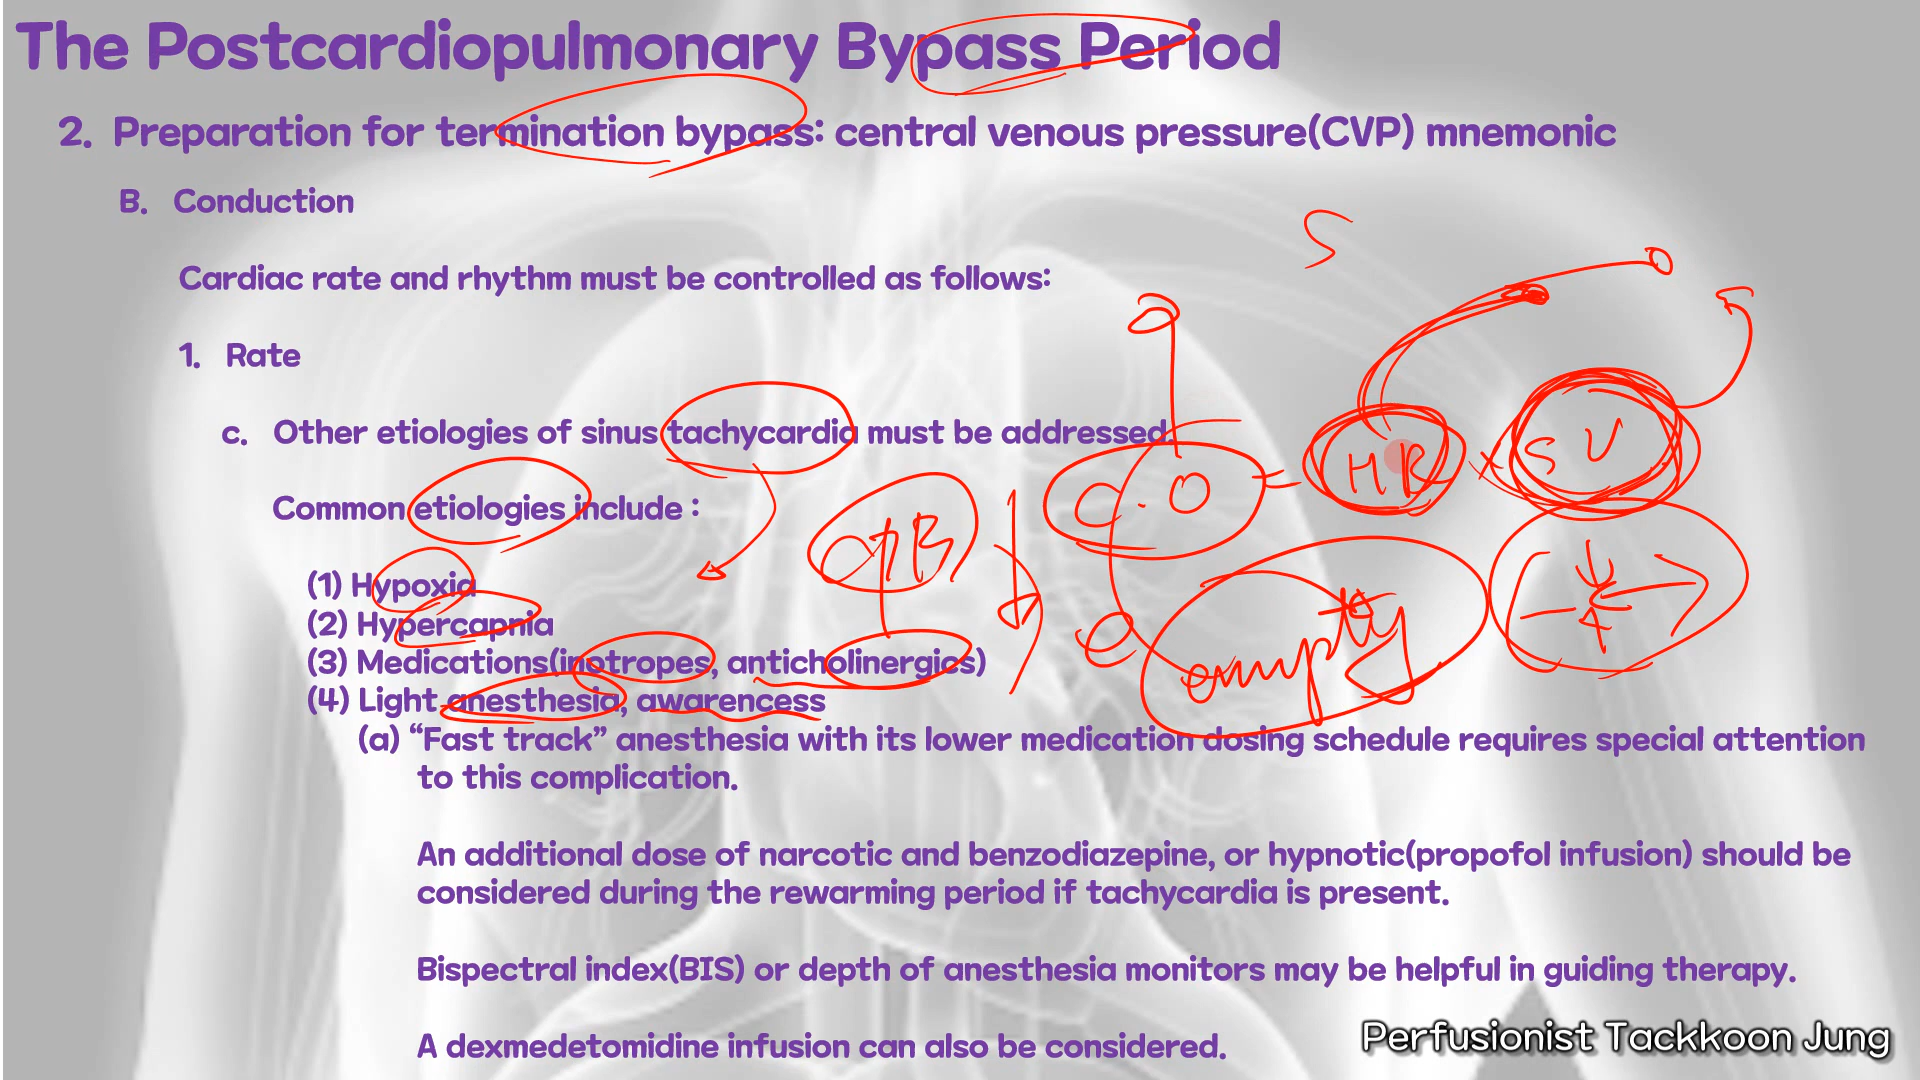 The Postcardiopulmonary Bypass Period
2. Preparation for termination bypass: central venous pressure(CVP) mnemonic
B. Conduction
S
Cardiac rate and rhythm must be controlled as follows:
1. Rate
c. Other etiologies of sinus tachycardia must be addressed.
C.O = HR x SV
Common etiologies include :
(1) Hypoxia
(2) Hypercapnia
(3) Medications(inotropes, anticholinergics)
empty
(4) Light anesthesia, awarencess
(a) “Fast track” anesthesia with its lower medication dosing schedule requires special attention
to this complication.
An additional dose of narcotic and benzodiazepine, or hypnotic(propofol infusion) should be
considered during the rewarming period if tachycardia is present.
Bispectral index(BIS) or depth of anesthesia monitors may be helpful in guiding therapy.
A dexmedetomidine infusion can also be considered.
Perfusionist Tackkoon Jung